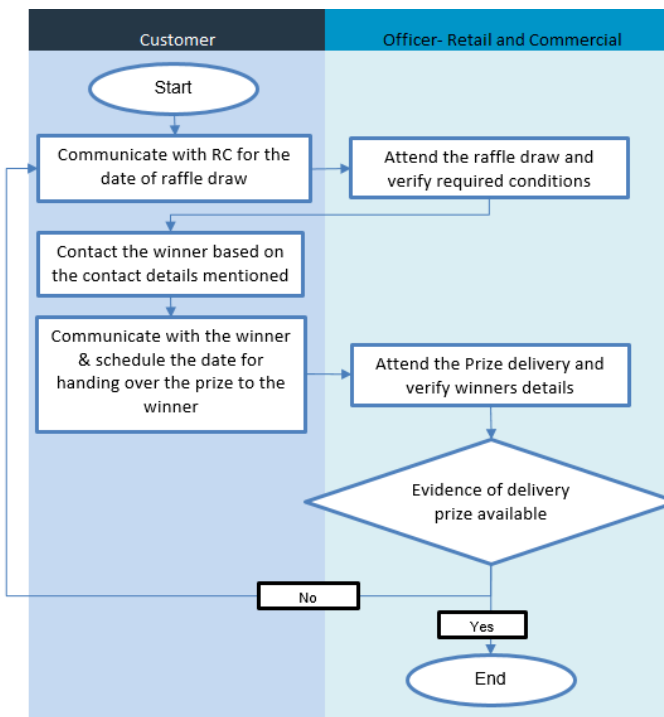 Customer
Officer- Retail and Commercial
Start
Communicate with RC for the
date of raffle draw
Attend the raffle draw and
verify required conditions
Contact the winner based on
the contact details mentioned
Communicate with the winner
& schedule the date for
handing over the prize to the
winner
Attend the Prize delivery and
verify winners details
Evidence of delivery
prize available
No
Yes
End